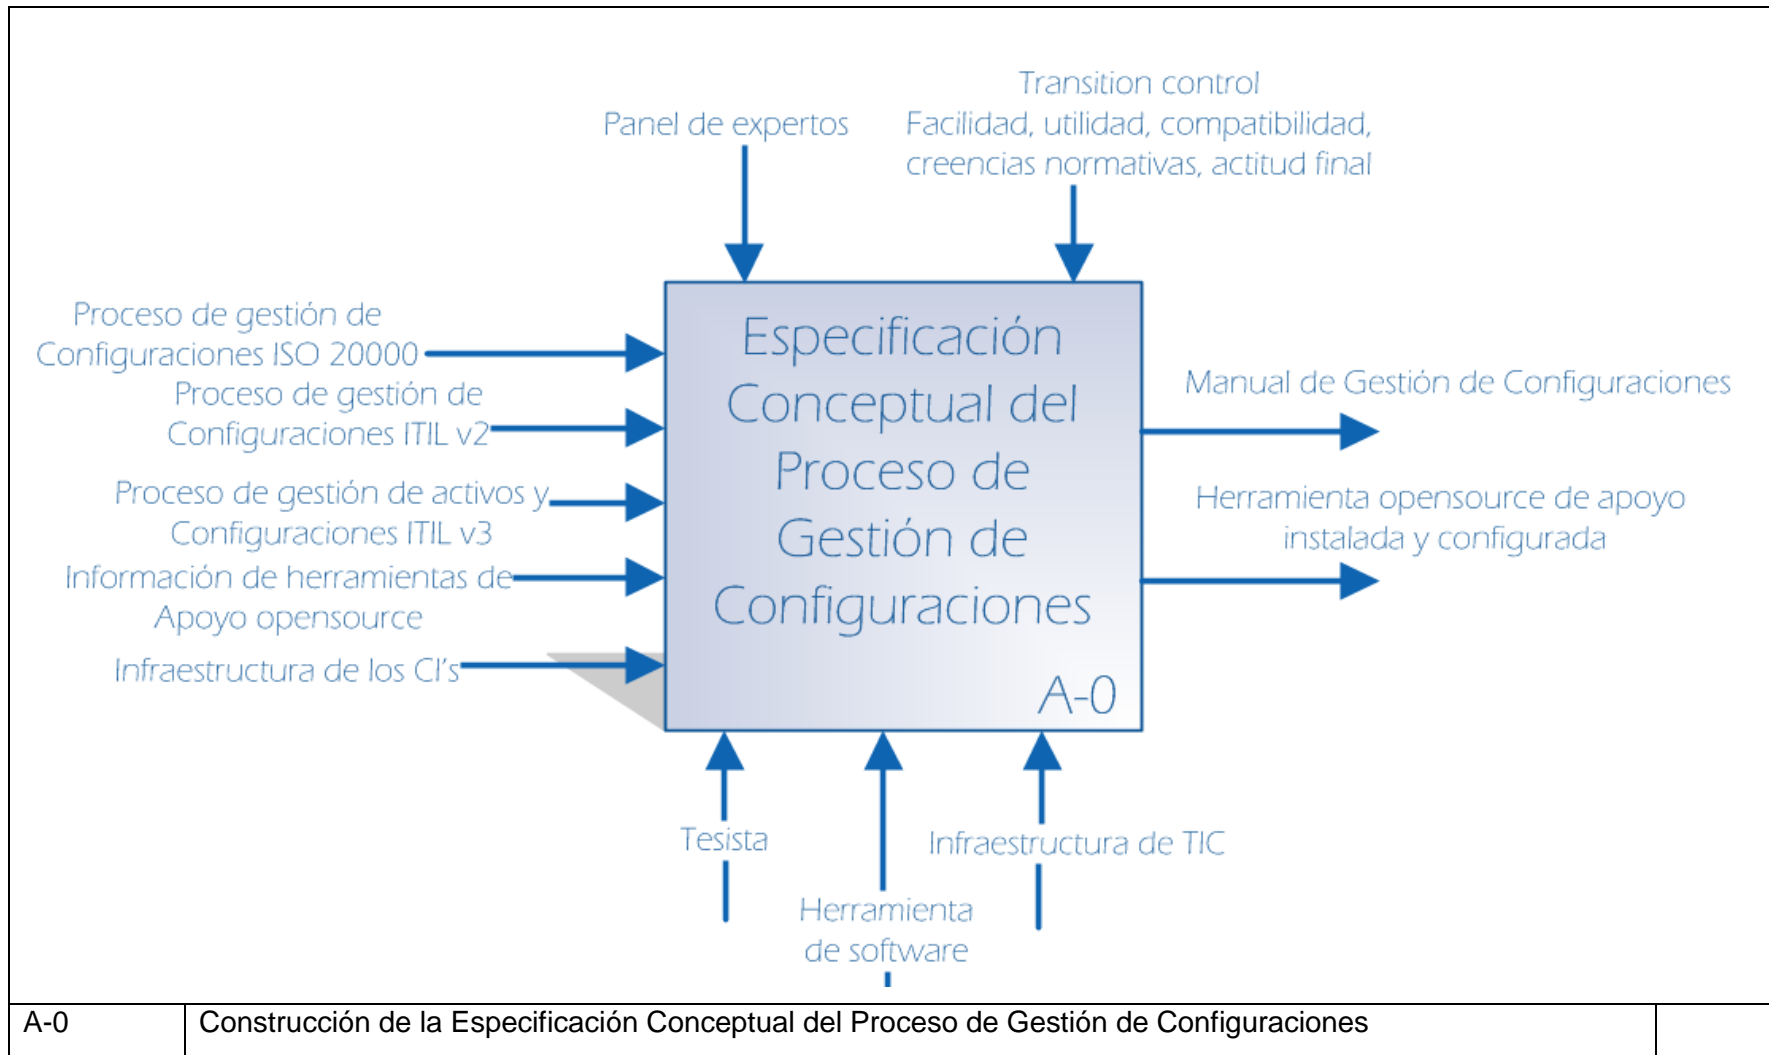 Transition control
Facilidad, utilidad, compatibilidad,
creencias normativas, actitud final
Panel de expertos
Proceso de gestión de
Configuraciones ISO 20000
Proceso de gestión de
Configuraciones ITIL v2
Proceso de gestión de activos y
Configuraciones ITIL v3
Información de herramientas de
Apoyo opensource
Infraestructura de los CI's
Especificación
Conceptual del
Proceso de
Gestión de
Configuraciones
A-0
Manual de Gestión de Configuraciones
Herramienta opensource de apoyo
instalada y configurada
Tesista
Herramienta
de software
Infraestructura de TIC
A-0
Construcción de la Especificación Conceptual del Proceso de Gestión de Configuraciones